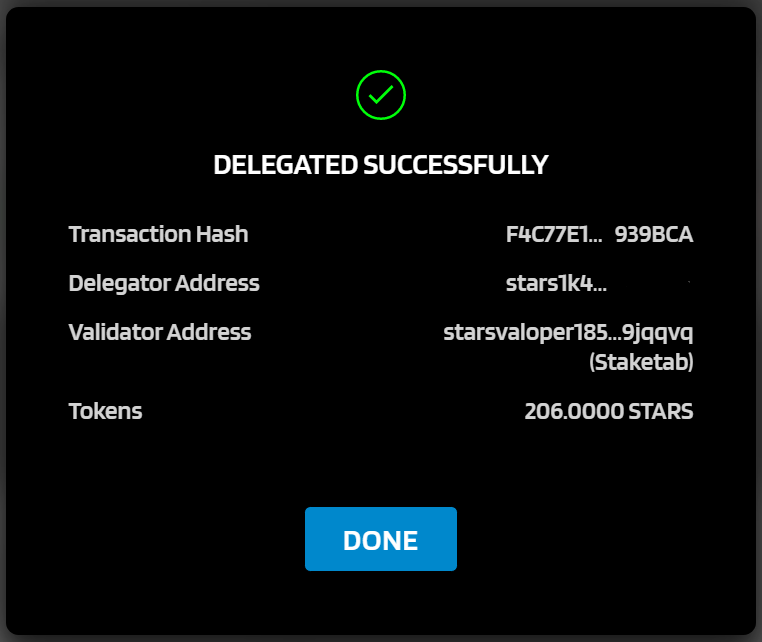 DELEGATED SUCCESSFULLY
Transaction Hash F4C77E1... 939BCA
Delegator Address stars1k4...
Validator Address starsvaloper185...9jqqvq
(Staketab)
Tokens 206.0000 STARS
DONE